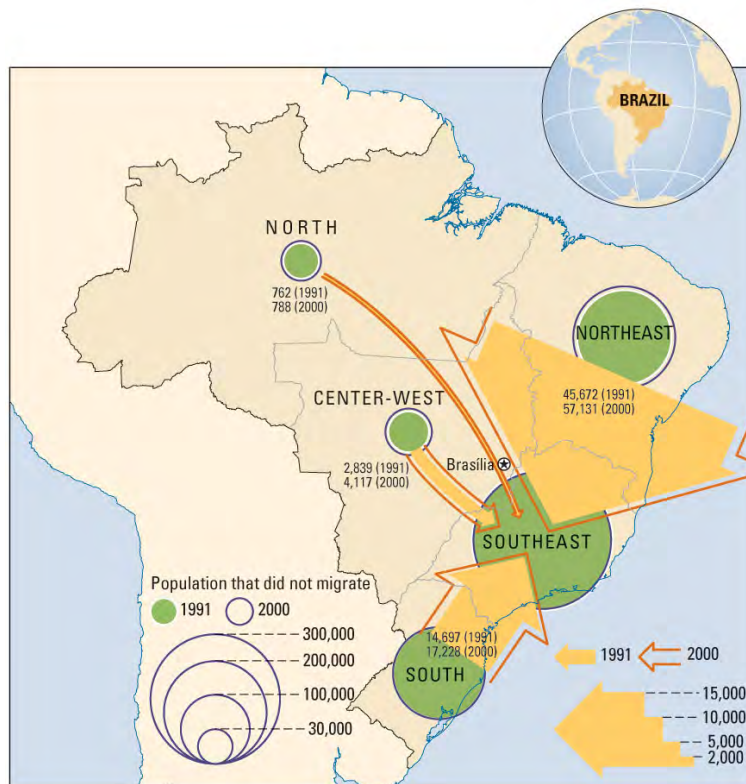 BRAZIL
NORTH
762 (1991)
788 (2000)
NORTHEAST
45,672 (1991)
57,131 (2000)
CENTER-WEST
2,839 (1991)
4,117 (2000)
Brasília
SOUTHEAST
14,697 (1991)
17,228 (2000)
SOUTH
Population that did not migrate
1991 2000
300,000
200,000
100,000
30,000
1991 2000
15,000
10,000
5,000
2,000